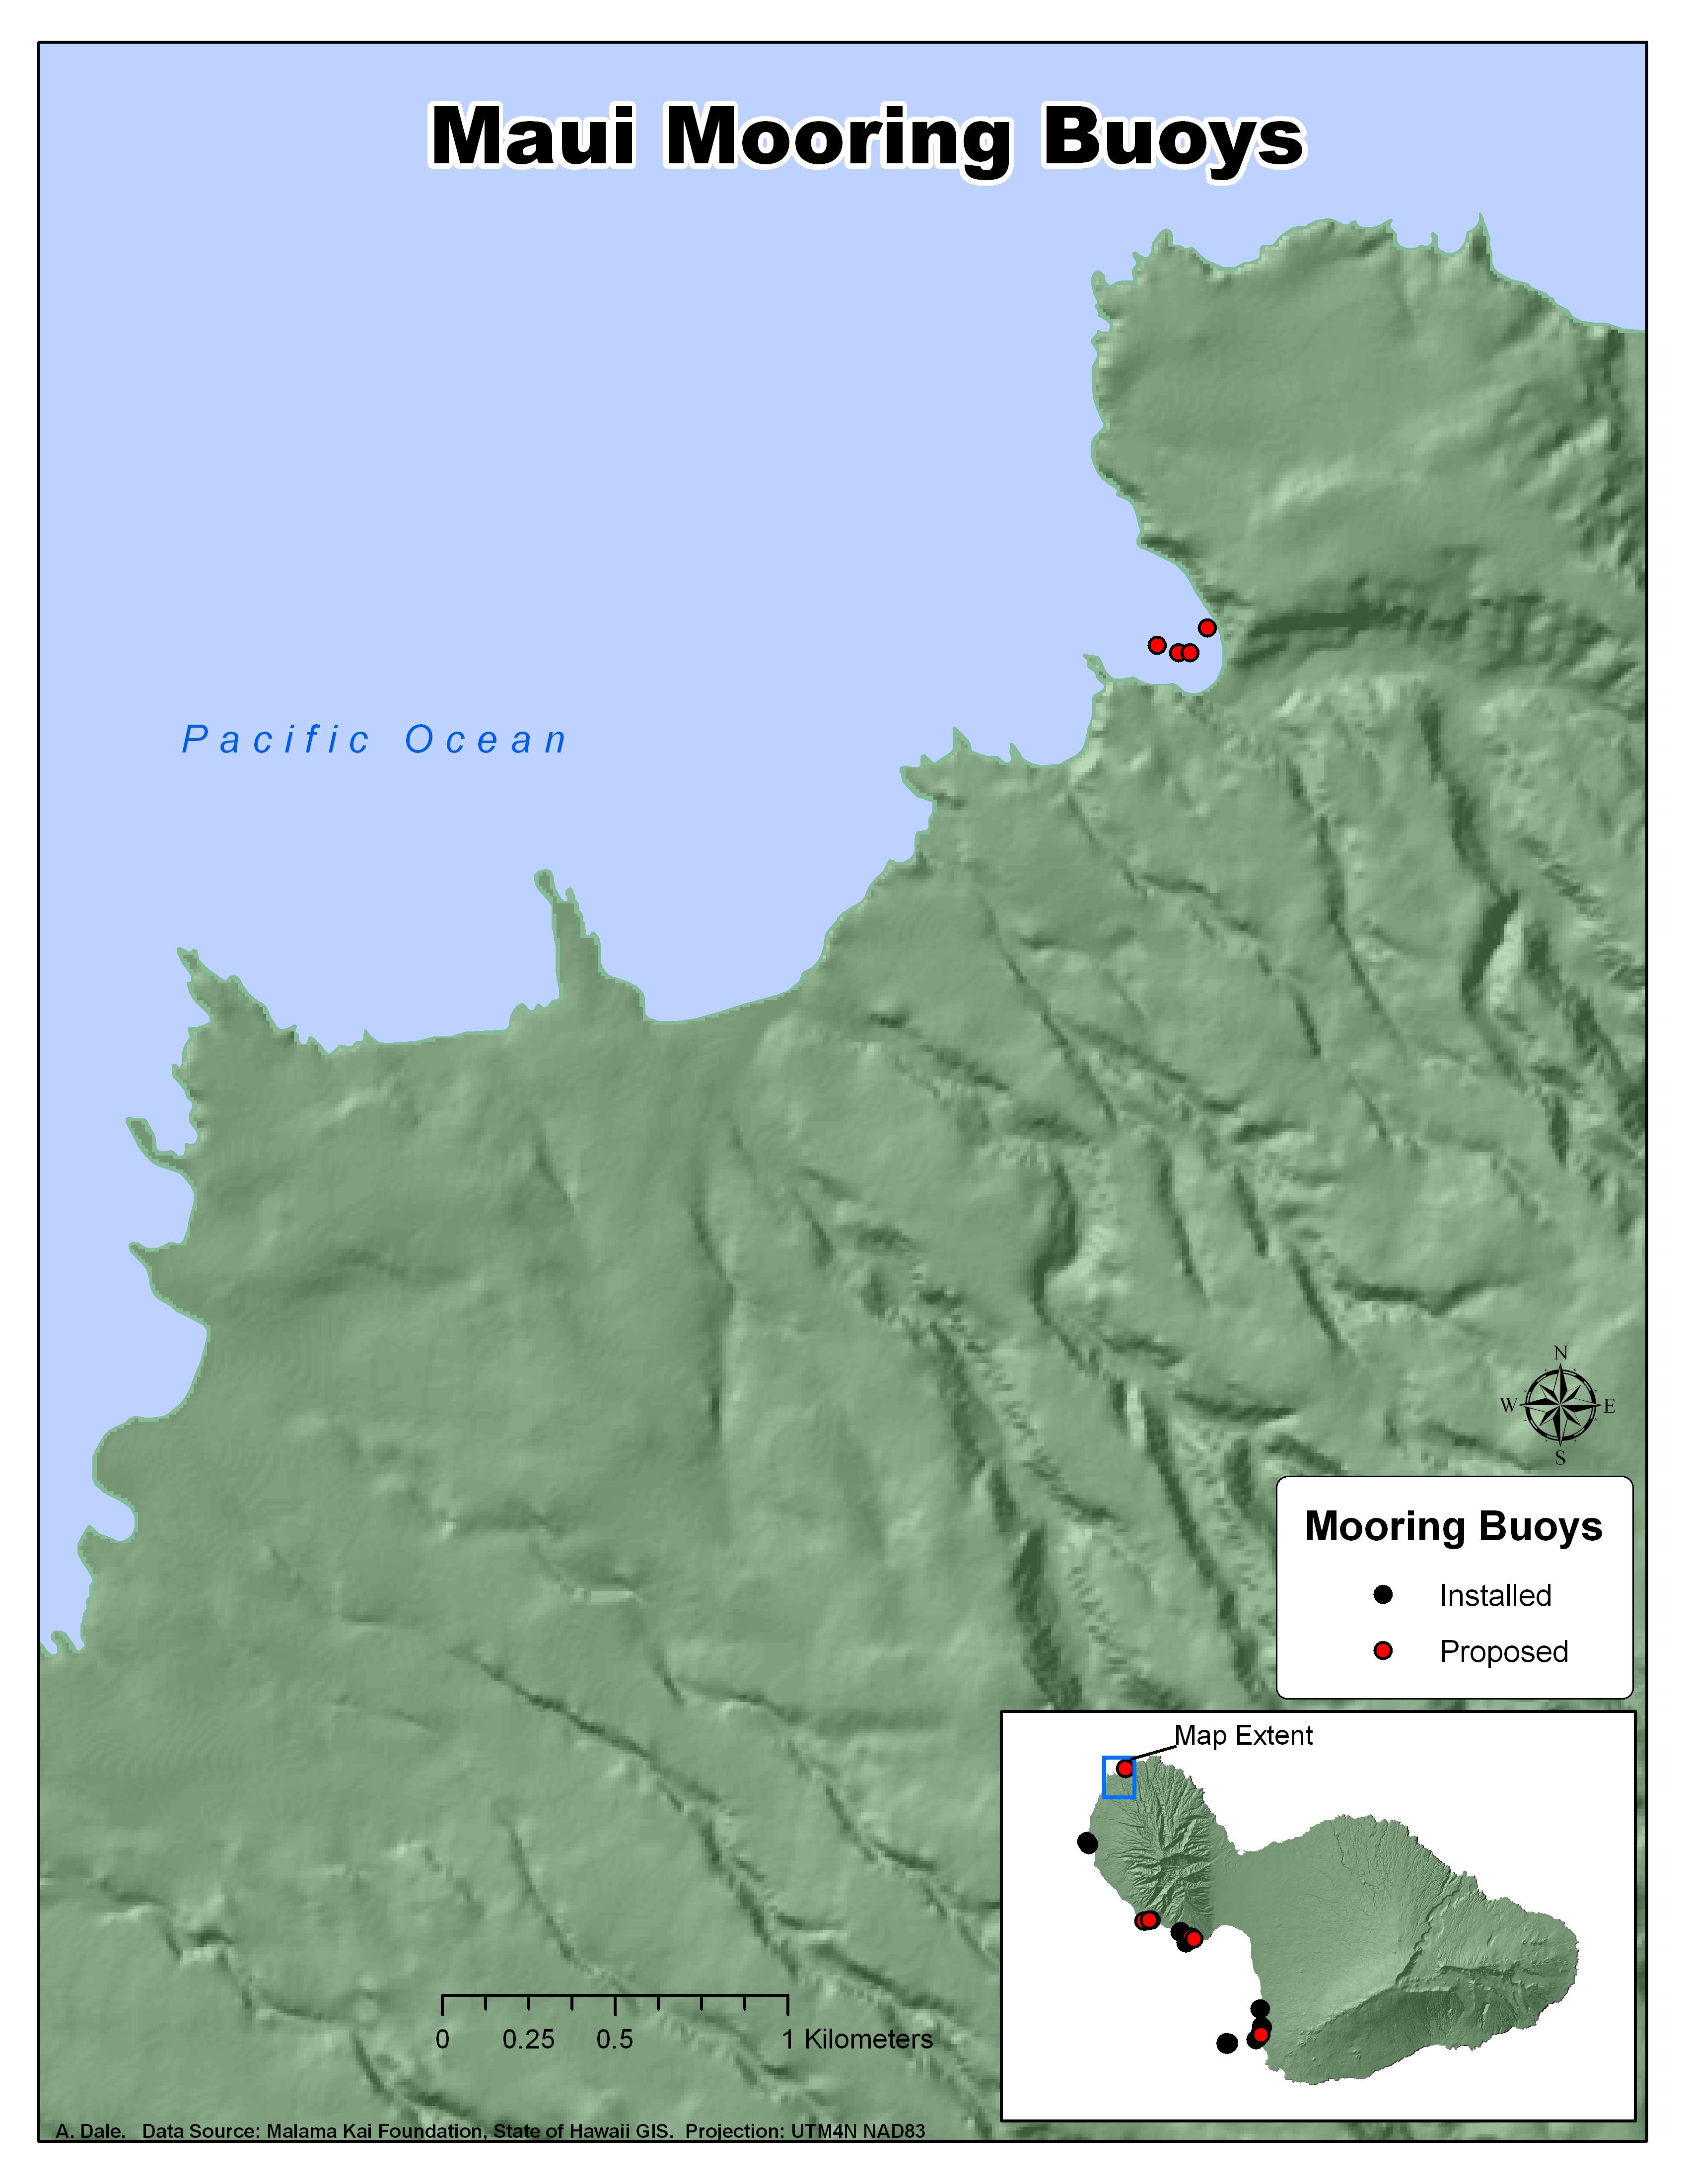 Maui Mooring Buoys
Pacific Ocean
N
W E
S
Mooring Buoys
Installed
Proposed
Map Extent
0 0.25 0.5 1 Kilometers
A. Dale. Data Source: Malama Kai Foundation, State of Hawaii GIS. Projection: UTM4N NAD83